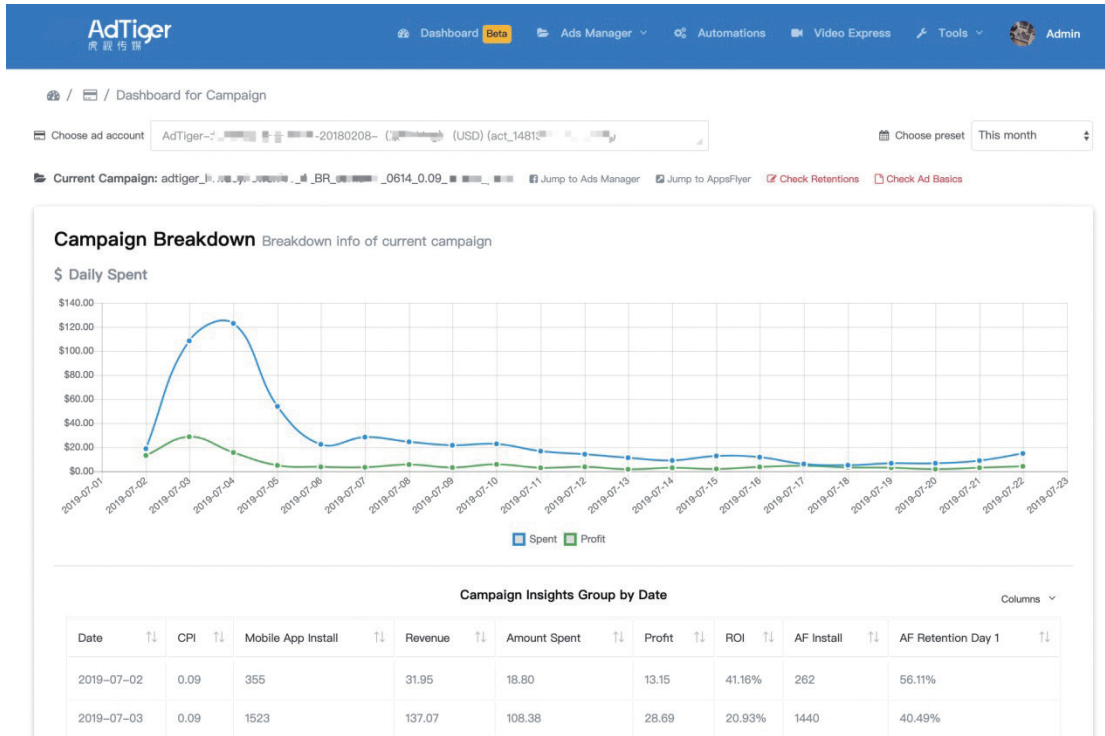 AdTiger
虎视传媒
Dashboard Beta Ads Manager Automations Video Express Tools Admin
/ / Dashboard for Campaign
Choose ad account AdTiger- -20180208- (USD) (act_14813
Choose preset This month
Current Campaign: adtiger_ _BR_ _0614_0.09_ Jump to Ads Manager Jump to AppsFlyer Check Retentions Check Ad Basics
Campaign Breakdown Breakdown info of current campaign
$ Daily Spent
$140.00
$120.00
$100.00
$80.00
$60.00
$40.00
$20.00
$0.00
2019-07-01 2019-07-02 2019-07-03 2019-07-04 2019-07-05 2019-07-06 2019-07-07 2019-07-08 2019-07-09 2019-07-10 2019-07-11 2019-07-12 2019-07-13 2019-07-14 2019-07-15 2019-07-16 2019-07-17 2019-07-18 2019-07-19 2019-07-20 2019-07-21 2019-07-22 2019-07-23
Spent Profit
Campaign Insights Group by Date
Columns
Date CPI Mobile App Install Revenue Amount Spent Profit ROI AF Install AF Retention Day 1
2019-07-02 0.09 355 31.95 18.80 13.15 41.16% 262 56.11%
2019-07-03 0.09 1523 137.07 108.38 28.69 20.93% 1440 40.49%